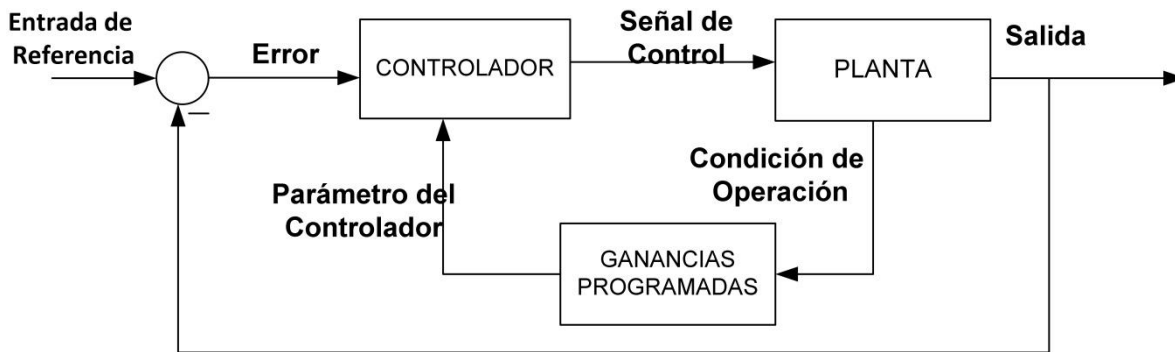 Entrada de
Referencia
Error
CONTROLADOR
Señal de
Control
PLANTA
Salida
Condición de
Operación
Parámetro del
Controlador
GANANCIAS
PROGRAMADAS